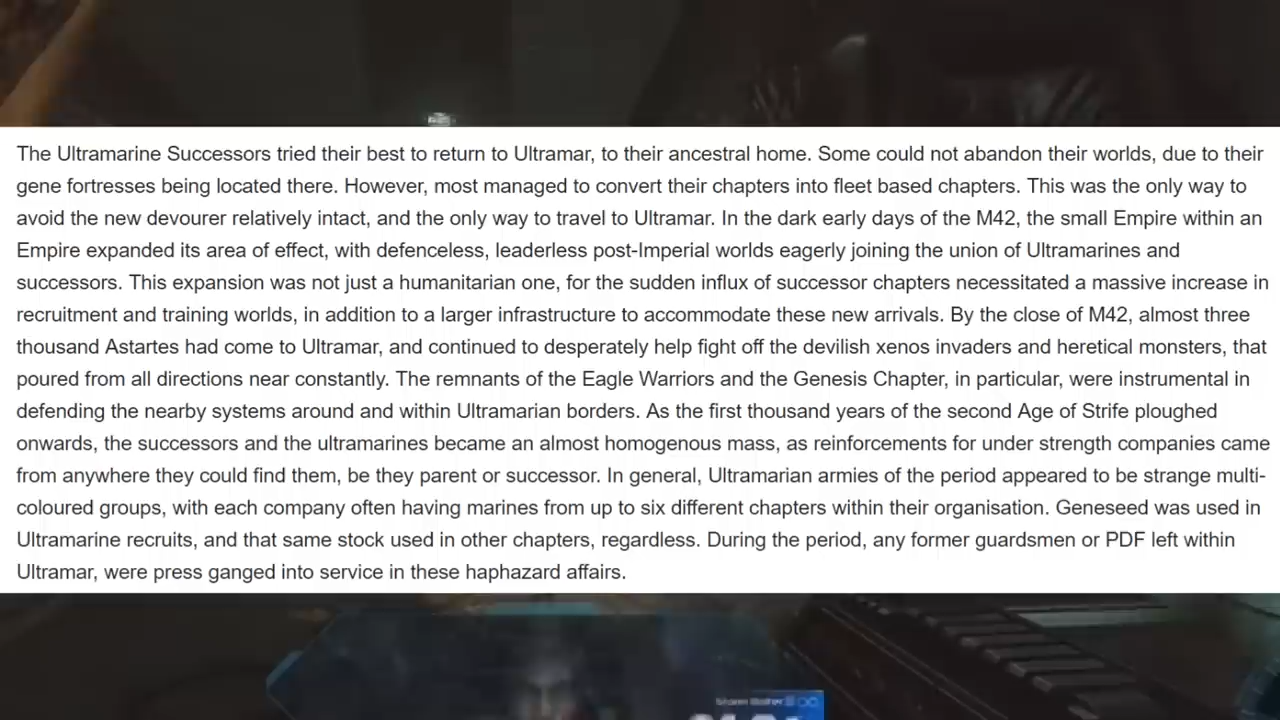 The Ultramarine Successors tried their best to return to Ultramar, to their ancestral home. Some could not abandon their worlds, due to their
gene fortresses being located there. However, most managed to convert their chapters into fleet based chapters. This was the only way to
avoid the new devourer relatively intact, and the only way to travel to Ultramar. In the dark early days of the M42, the small Empire within an
Empire expanded its area of effect, with defenceless, leaderless post-Imperial worlds eagerly joining the union of Ultramarines and
successors. This expansion was not just a humanitarian one, for the sudden influx of successor chapters necessitated a massive increase in
recruitment and training worlds, in addition to a larger infrastructure to accommodate these new arrivals. By the close of M42, almost three
thousand Astartes had come to Ultramar, and continued to desperately help fight off the devilish xenos invaders and heretical monsters, that
poured from all directions near constantly. The remnants of the Eagle Warriors and the Genesis Chapter, in particular, were instrumental in
defending the nearby systems around and within Ultramarian borders. As the first thousand years of the second Age of Strife ploughed
onwards, the successors and the ultramarines became an almost homogenous mass, as reinforcements for under strength companies came
from anywhere they could find them, be they parent or successor. In general, Ultramarian armies of the period appeared to be strange multi-
coloured groups, with each company often having marines from up to six different chapters within their organisation. Geneseed was used in
Ultramarine recruits, and that same stock used in other chapters, regardless. During the period, any former guardsmen or PDF left within
Ultramar, were press ganged into service in these haphazard affairs.